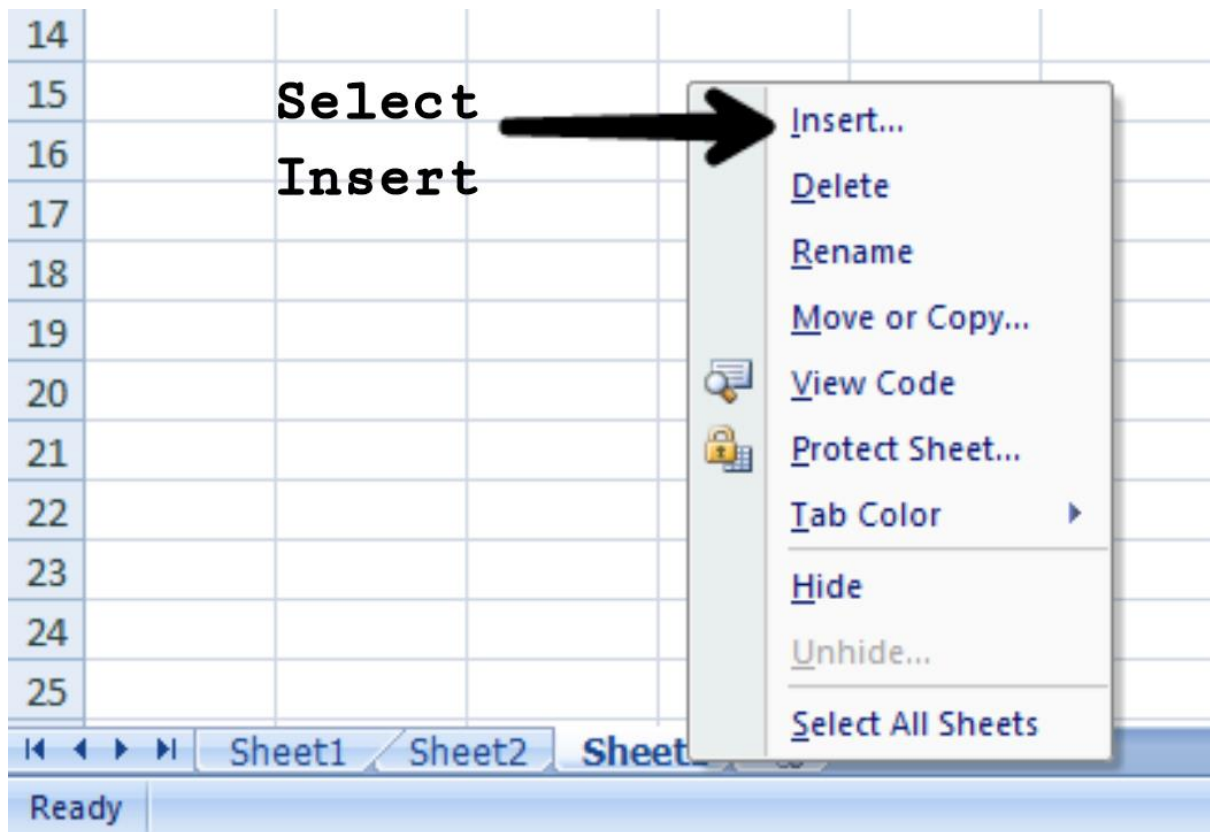 14
15
16
17
18
19
20
21
22
23
24
25
Select
Insert
Insert...
Delete
Rename
Move or Copy...
View Code
Protect Sheet...
Tab Color
Hide
Unhide...
Select All Sheets
Sheet1 Sheet2 Sheet
Ready